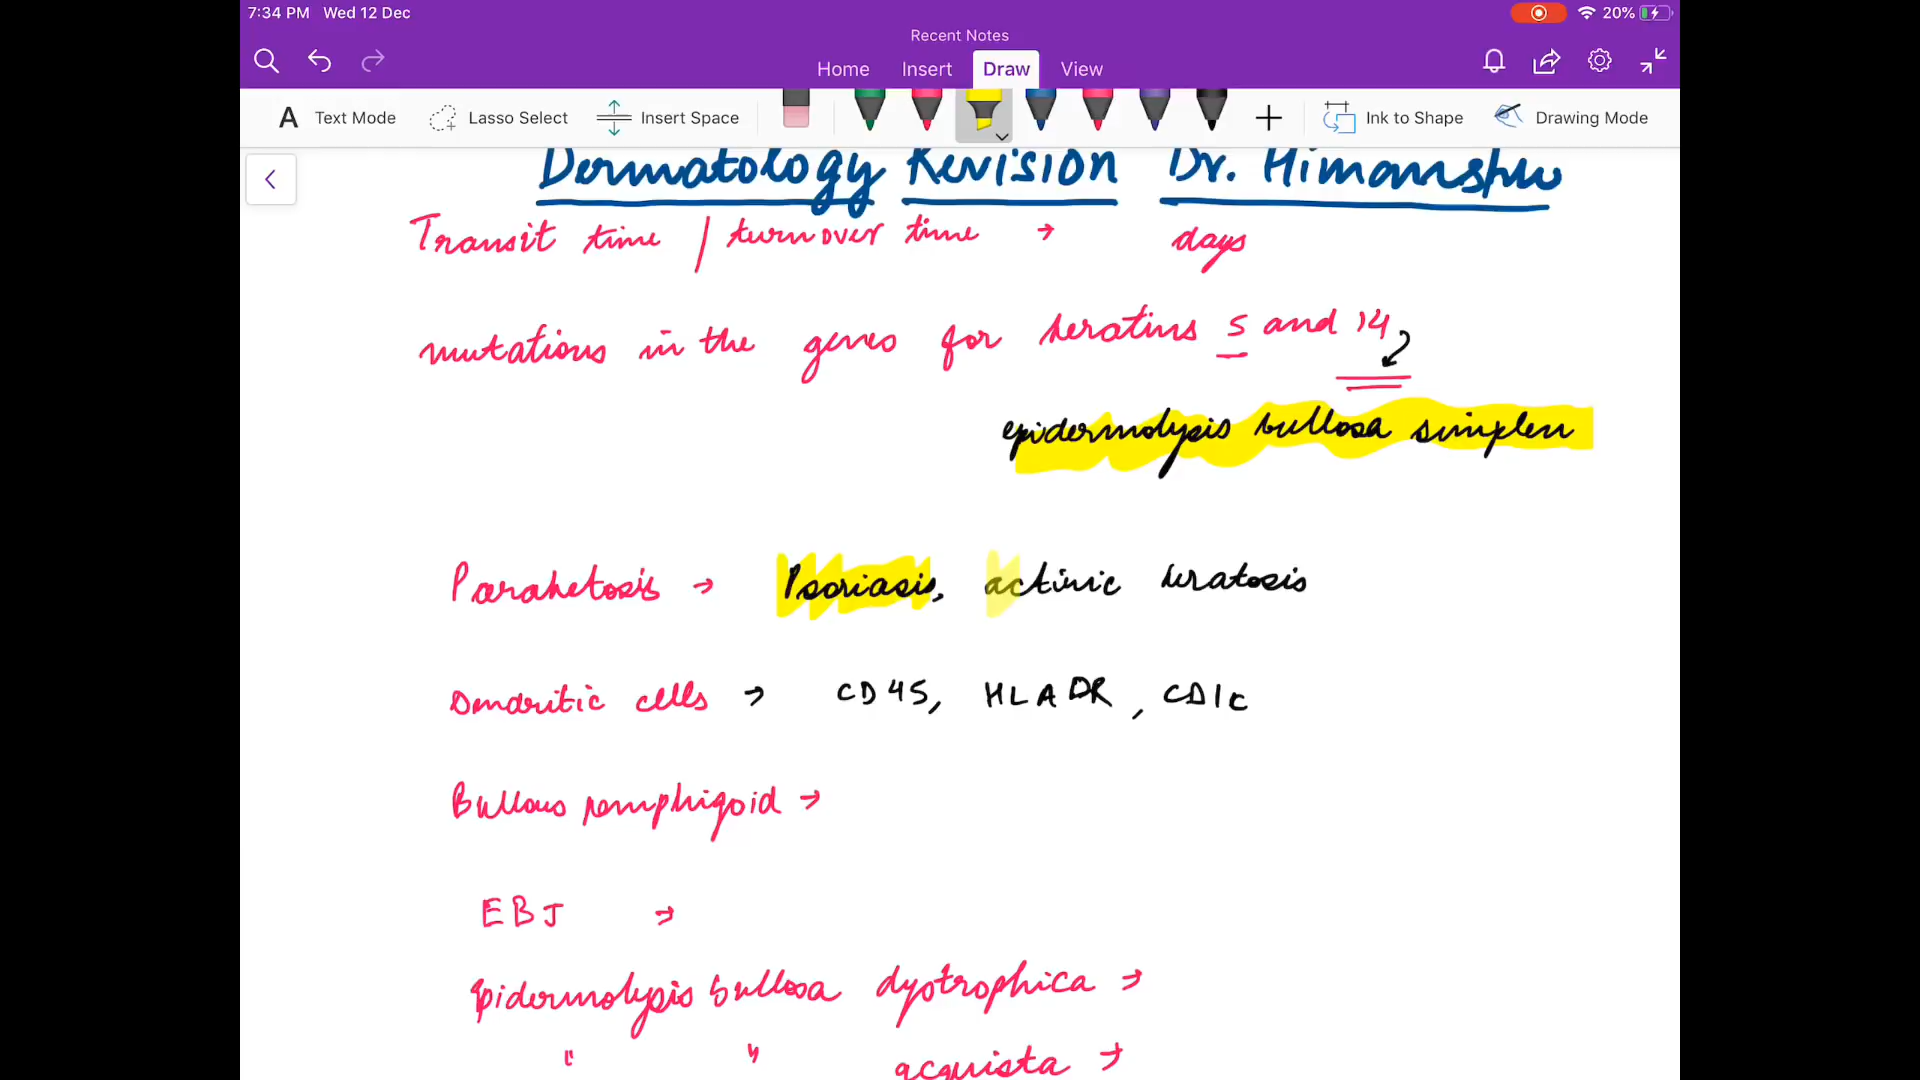 7:34 PM Wed 12 Dec
20%
Recent Notes
Home Insert Draw View
A Text Mode Lasso Select Insert Space Ink to Shape Drawing Mode
Dermatology Revision Dr. Himanshu
Transit time / turnover time → days
mutations in the genes for keratins 5 and 14
epidermolysis bullosa simplex
Paraketosis → Psoriasis, actinic keratosis
Dendritic cells → CD45, HLA DR, CD1c
Bullous pemphigoid →
EBJ →
Epidermolysis bullosa dystrophica →
" " acquista →